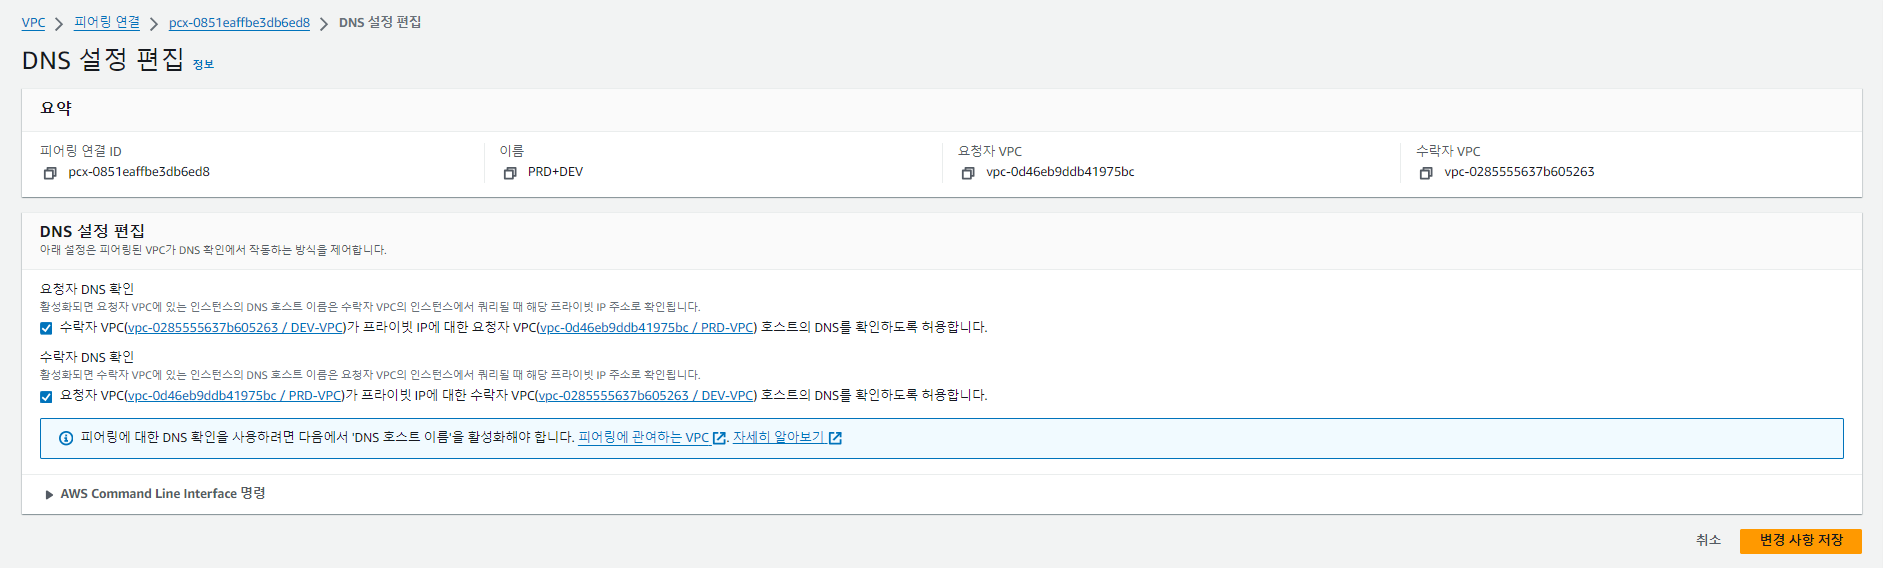 VPC > 피어링 연결 > pcx-0851eaffbe3db6ed8 > DNS 설정 편집
DNS 설정 편집 정보
요약
피어링 연결 ID
pcx-0851eaffbe3db6ed8
이름
PRD+DEV
요청자 VPC
vpc-0d46eb9ddb41975bc
수락자 VPC
vpc-0285555637b605263
DNS 설정 편집
아래 설정은 피어링된 VPC가 DNS 확인에서 작동하는 방식을 제어합니다.
요청자 DNS 확인
활성화되면 요청자 VPC에 있는 인스턴스의 DNS 호스트 이름은 수락자 VPC의 인스턴스에서 쿼리될 때 해당 프라이빗 IP 주소로 확인됩니다.
수락자 VPC(vpc-0285555637b605263 / DEV-VPC)가 프라이빗 IP에 대한 요청자 VPC(vpc-0d46eb9ddb41975bc / PRD-VPC) 호스트의 DNS를 확인하도록 허용합니다.
수락자 DNS 확인
활성화되면 수락자 VPC에 있는 인스턴스의 DNS 호스트 이름은 요청자 VPC의 인스턴스에서 쿼리될 때 해당 프라이빗 IP 주소로 확인됩니다.
요청자 VPC(vpc-0d46eb9ddb41975bc / PRD-VPC)가 프라이빗 IP에 대한 수락자 VPC(vpc-0285555637b605263 / DEV-VPC) 호스트의 DNS를 확인하도록 허용합니다.
피어링에 대한 DNS 확인을 사용하려면 다음에서 'DNS 호스트 이름'을 활성화해야 합니다. 피어링에 관여하는 VPC. 자세히 알아보기
AWS Command Line Interface 명령
취소
변경 사항 저장